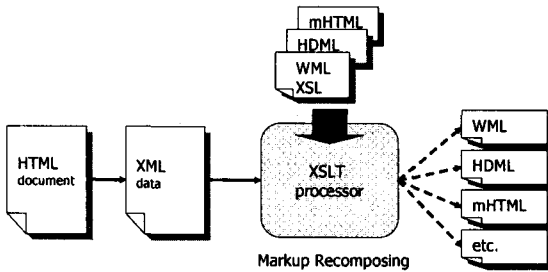 mHTML
HDML
WML
XSL
HTML
document
XML
data
XSLT
processor
WML
HDML
mHTML
etc.
Markup Recomposing